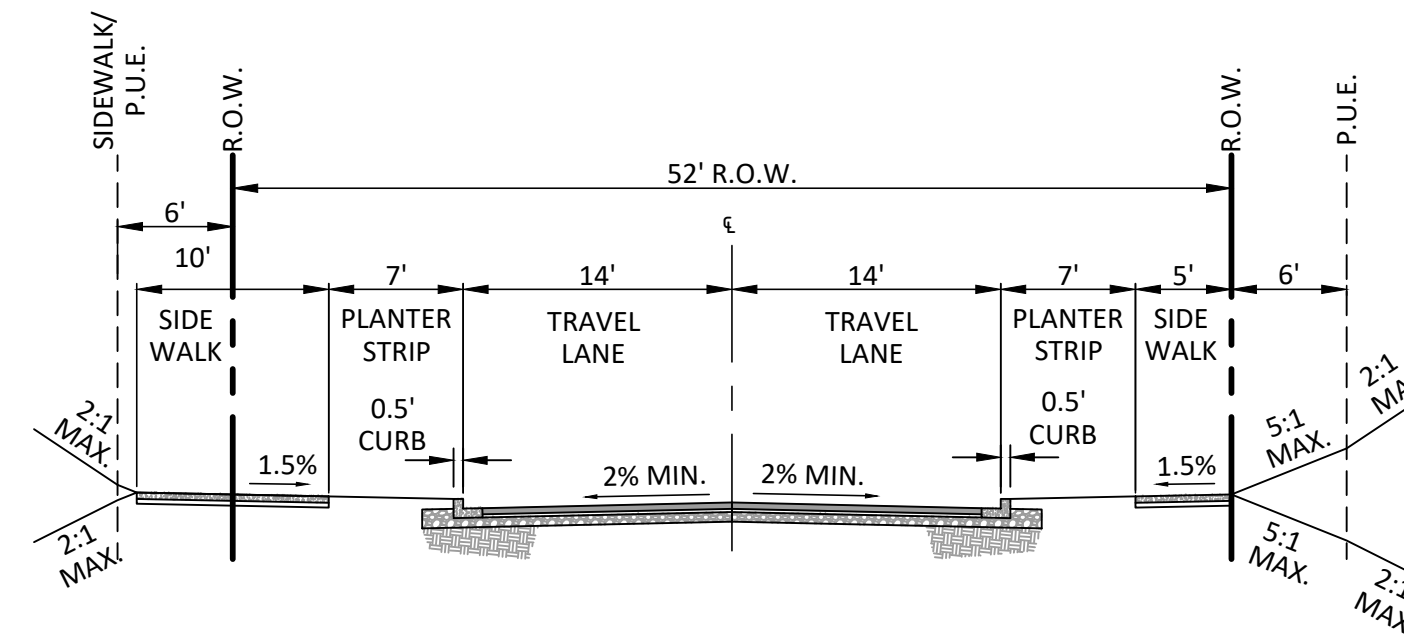 SIDEWALK/
P.U.E.
R.O.W.
R.O.W.
P.U.E.
52' R.O.W.
6'
℄
10'
7'
14'
14'
7'
5'
6'
SIDE
WALK
PLANTER
STRIP
TRAVEL
LANE
TRAVEL
LANE
PLANTER
STRIP
SIDE
WALK
0.5'
CURB
0.5'
CURB
2:1
MAX.
2:1
MAX.
1.5%
2% MIN.
2% MIN.
1.5%
5:1
MAX.
2:1
5:1
MAX.
2:1
MAX.